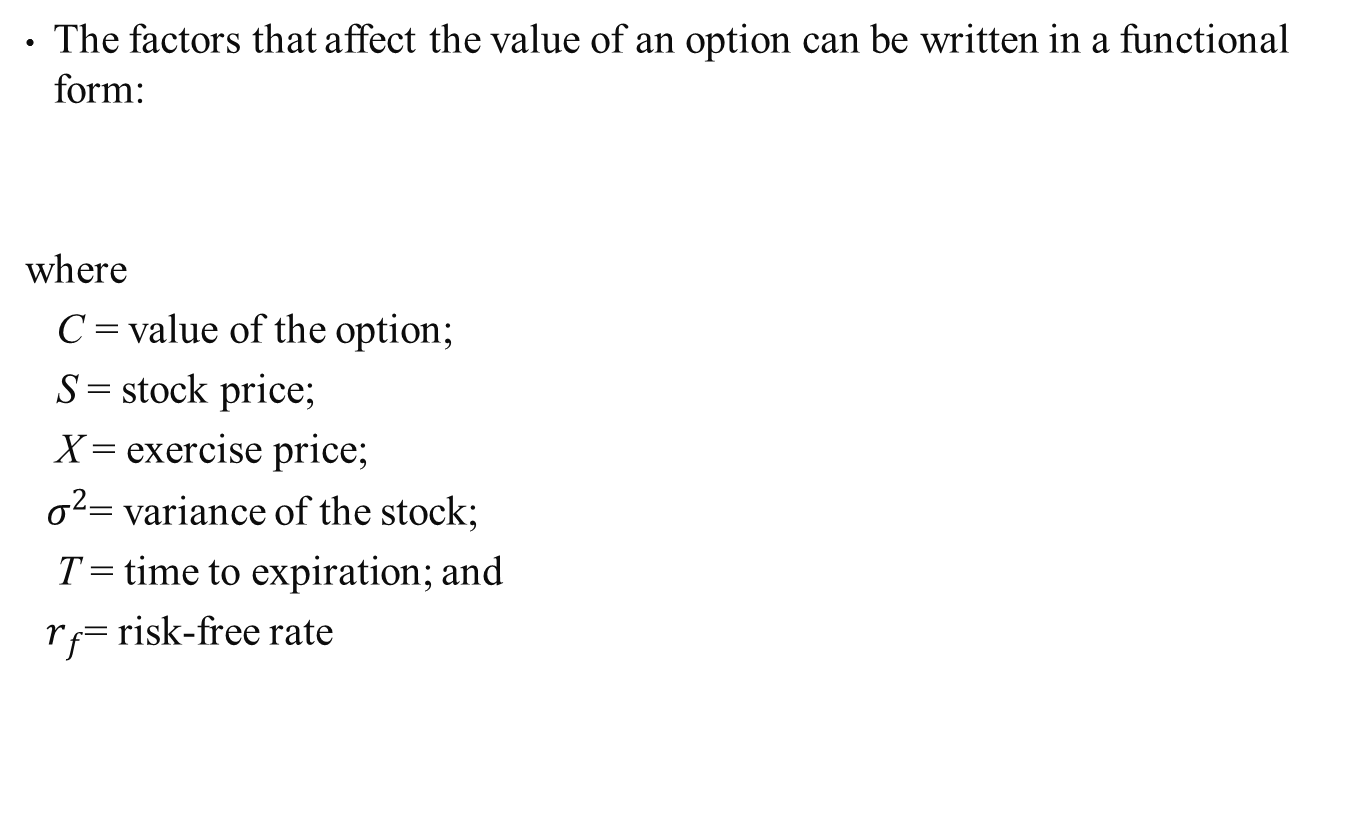 • The factors that affect the value of an option can be written in a functional
form:
where
C = value of the option;
S = stock price;
X = exercise price;
σ²= variance of the stock;
T = time to expiration; and
r_f= risk-free rate